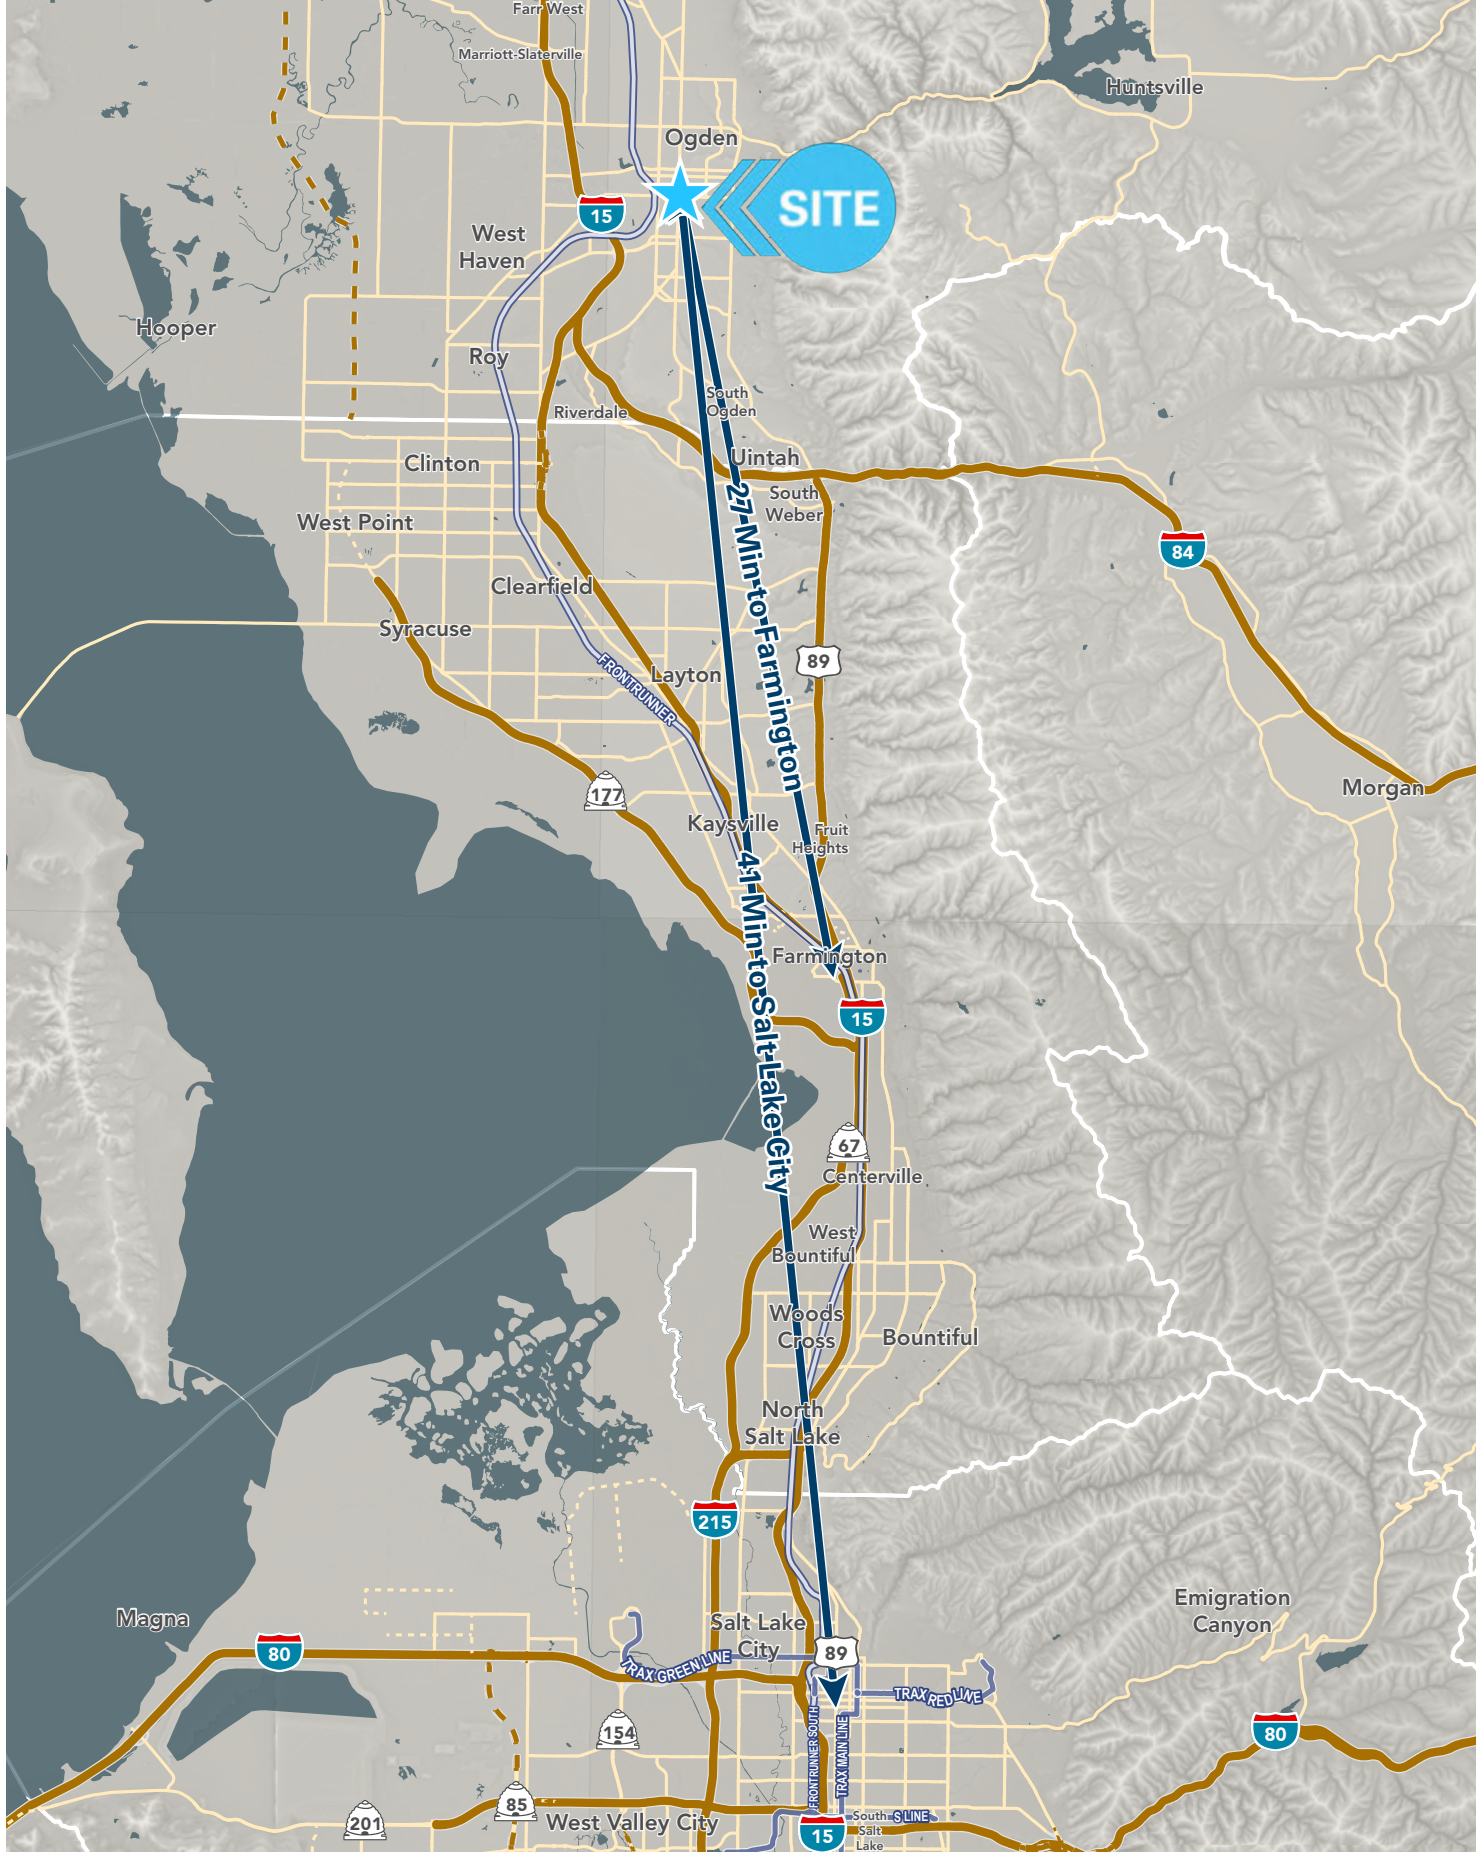 Farr West
Marriott-Slaterville
Huntsville
Ogden
SITE
15
West
Haven
Hooper
Roy
South
Ogden
Riverdale
Uintah
Clinton
South
Weber
West Point
84
Clearfield
Syracuse
89
FRONTRUNNER
Layton
27 Min to Farmington
177
Morgan
Kaysville
Fruit
Heights
41 Min to Salt Lake City
Farmington
15
67
Centerville
West
Bountiful
Woods
Cross
Bountiful
North
Salt Lake
215
Emigration
Canyon
Magna
Salt Lake
City
80
89
TRAX GREEN LINE
TRAX RED LINE
154
FRONTRUNNER SOUTH
TRAX MAIN LINE
80
85
201
West Valley City
15
South
Salt
Lake
S LINE